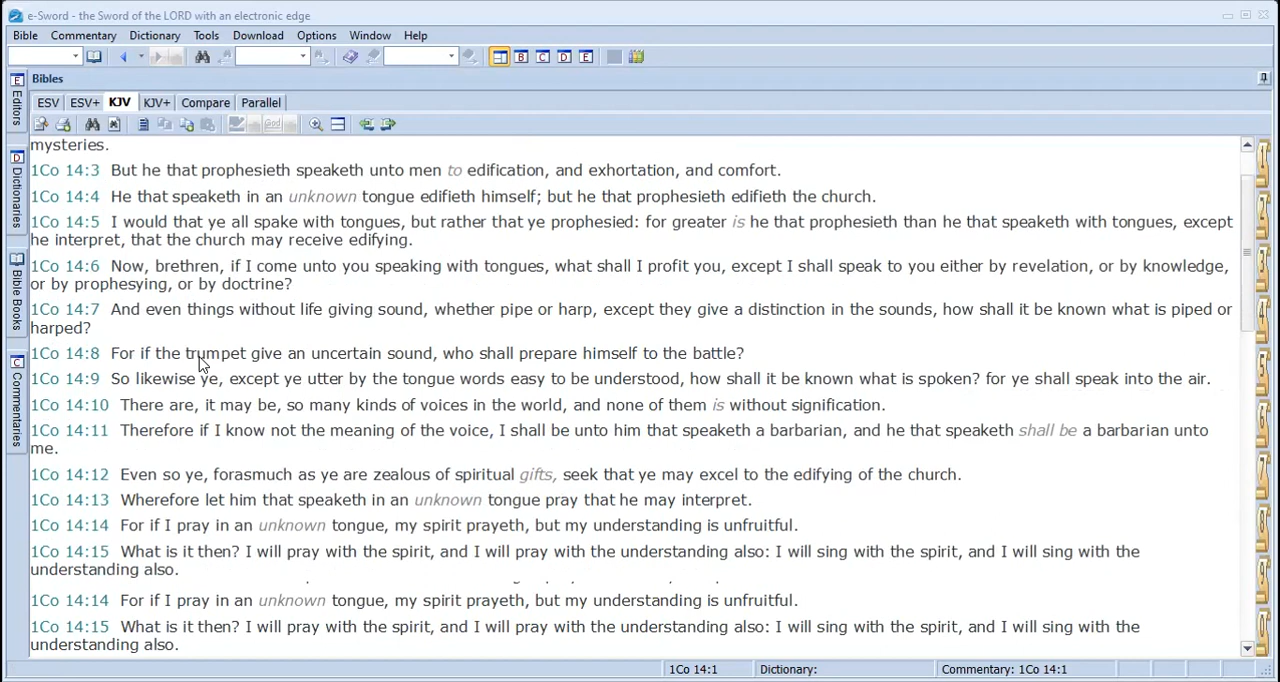 e-Sword - the Sword of the LORD with an electronic edge
Bible Commentary Dictionary Tools Download Options Window Help
B C D E
Bibles
E Editors
D Dictionaries
Bible Books
C Commentaries
ESV ESV+ KJV KJV+ Compare Parallel
God
mysteries.
1Co 14:3 But he that prophesieth speaketh unto men to edification, and exhortation, and comfort.
1Co 14:4 He that speaketh in an unknown tongue edifieth himself; but he that prophesieth edifieth the church.
1Co 14:5 I would that ye all spake with tongues, but rather that ye prophesied: for greater is he that prophesieth than he that speaketh with tongues, except
he interpret, that the church may receive edifying.
1Co 14:6 Now, brethren, if I come unto you speaking with tongues, what shall I profit you, except I shall speak to you either by revelation, or by knowledge,
or by prophesying, or by doctrine?
1Co 14:7 And even things without life giving sound, whether pipe or harp, except they give a distinction in the sounds, how shall it be known what is piped or
harped?
1Co 14:8 For if the trumpet give an uncertain sound, who shall prepare himself to the battle?
1Co 14:9 So likewise ye, except ye utter by the tongue words easy to be understood, how shall it be known what is spoken? for ye shall speak into the air.
1Co 14:10 There are, it may be, so many kinds of voices in the world, and none of them is without signification.
1Co 14:11 Therefore if I know not the meaning of the voice, I shall be unto him that speaketh a barbarian, and he that speaketh shall be a barbarian unto
me.
1Co 14:12 Even so ye, forasmuch as ye are zealous of spiritual gifts, seek that ye may excel to the edifying of the church.
1Co 14:13 Wherefore let him that speaketh in an unknown tongue pray that he may interpret.
1Co 14:14 For if I pray in an unknown tongue, my spirit prayeth, but my understanding is unfruitful.
1Co 14:15 What is it then? I will pray with the spirit, and I will pray with the understanding also: I will sing with the spirit, and I will sing with the
understanding also.
1Co 14:14 For if I pray in an unknown tongue, my spirit prayeth, but my understanding is unfruitful.
1Co 14:15 What is it then? I will pray with the spirit, and I will pray with the understanding also: I will sing with the spirit, and I will sing with the
understanding also.
1
2
3
4
5
6
7
8
9
0
1Co 14:1 Dictionary: Commentary: 1Co 14:1